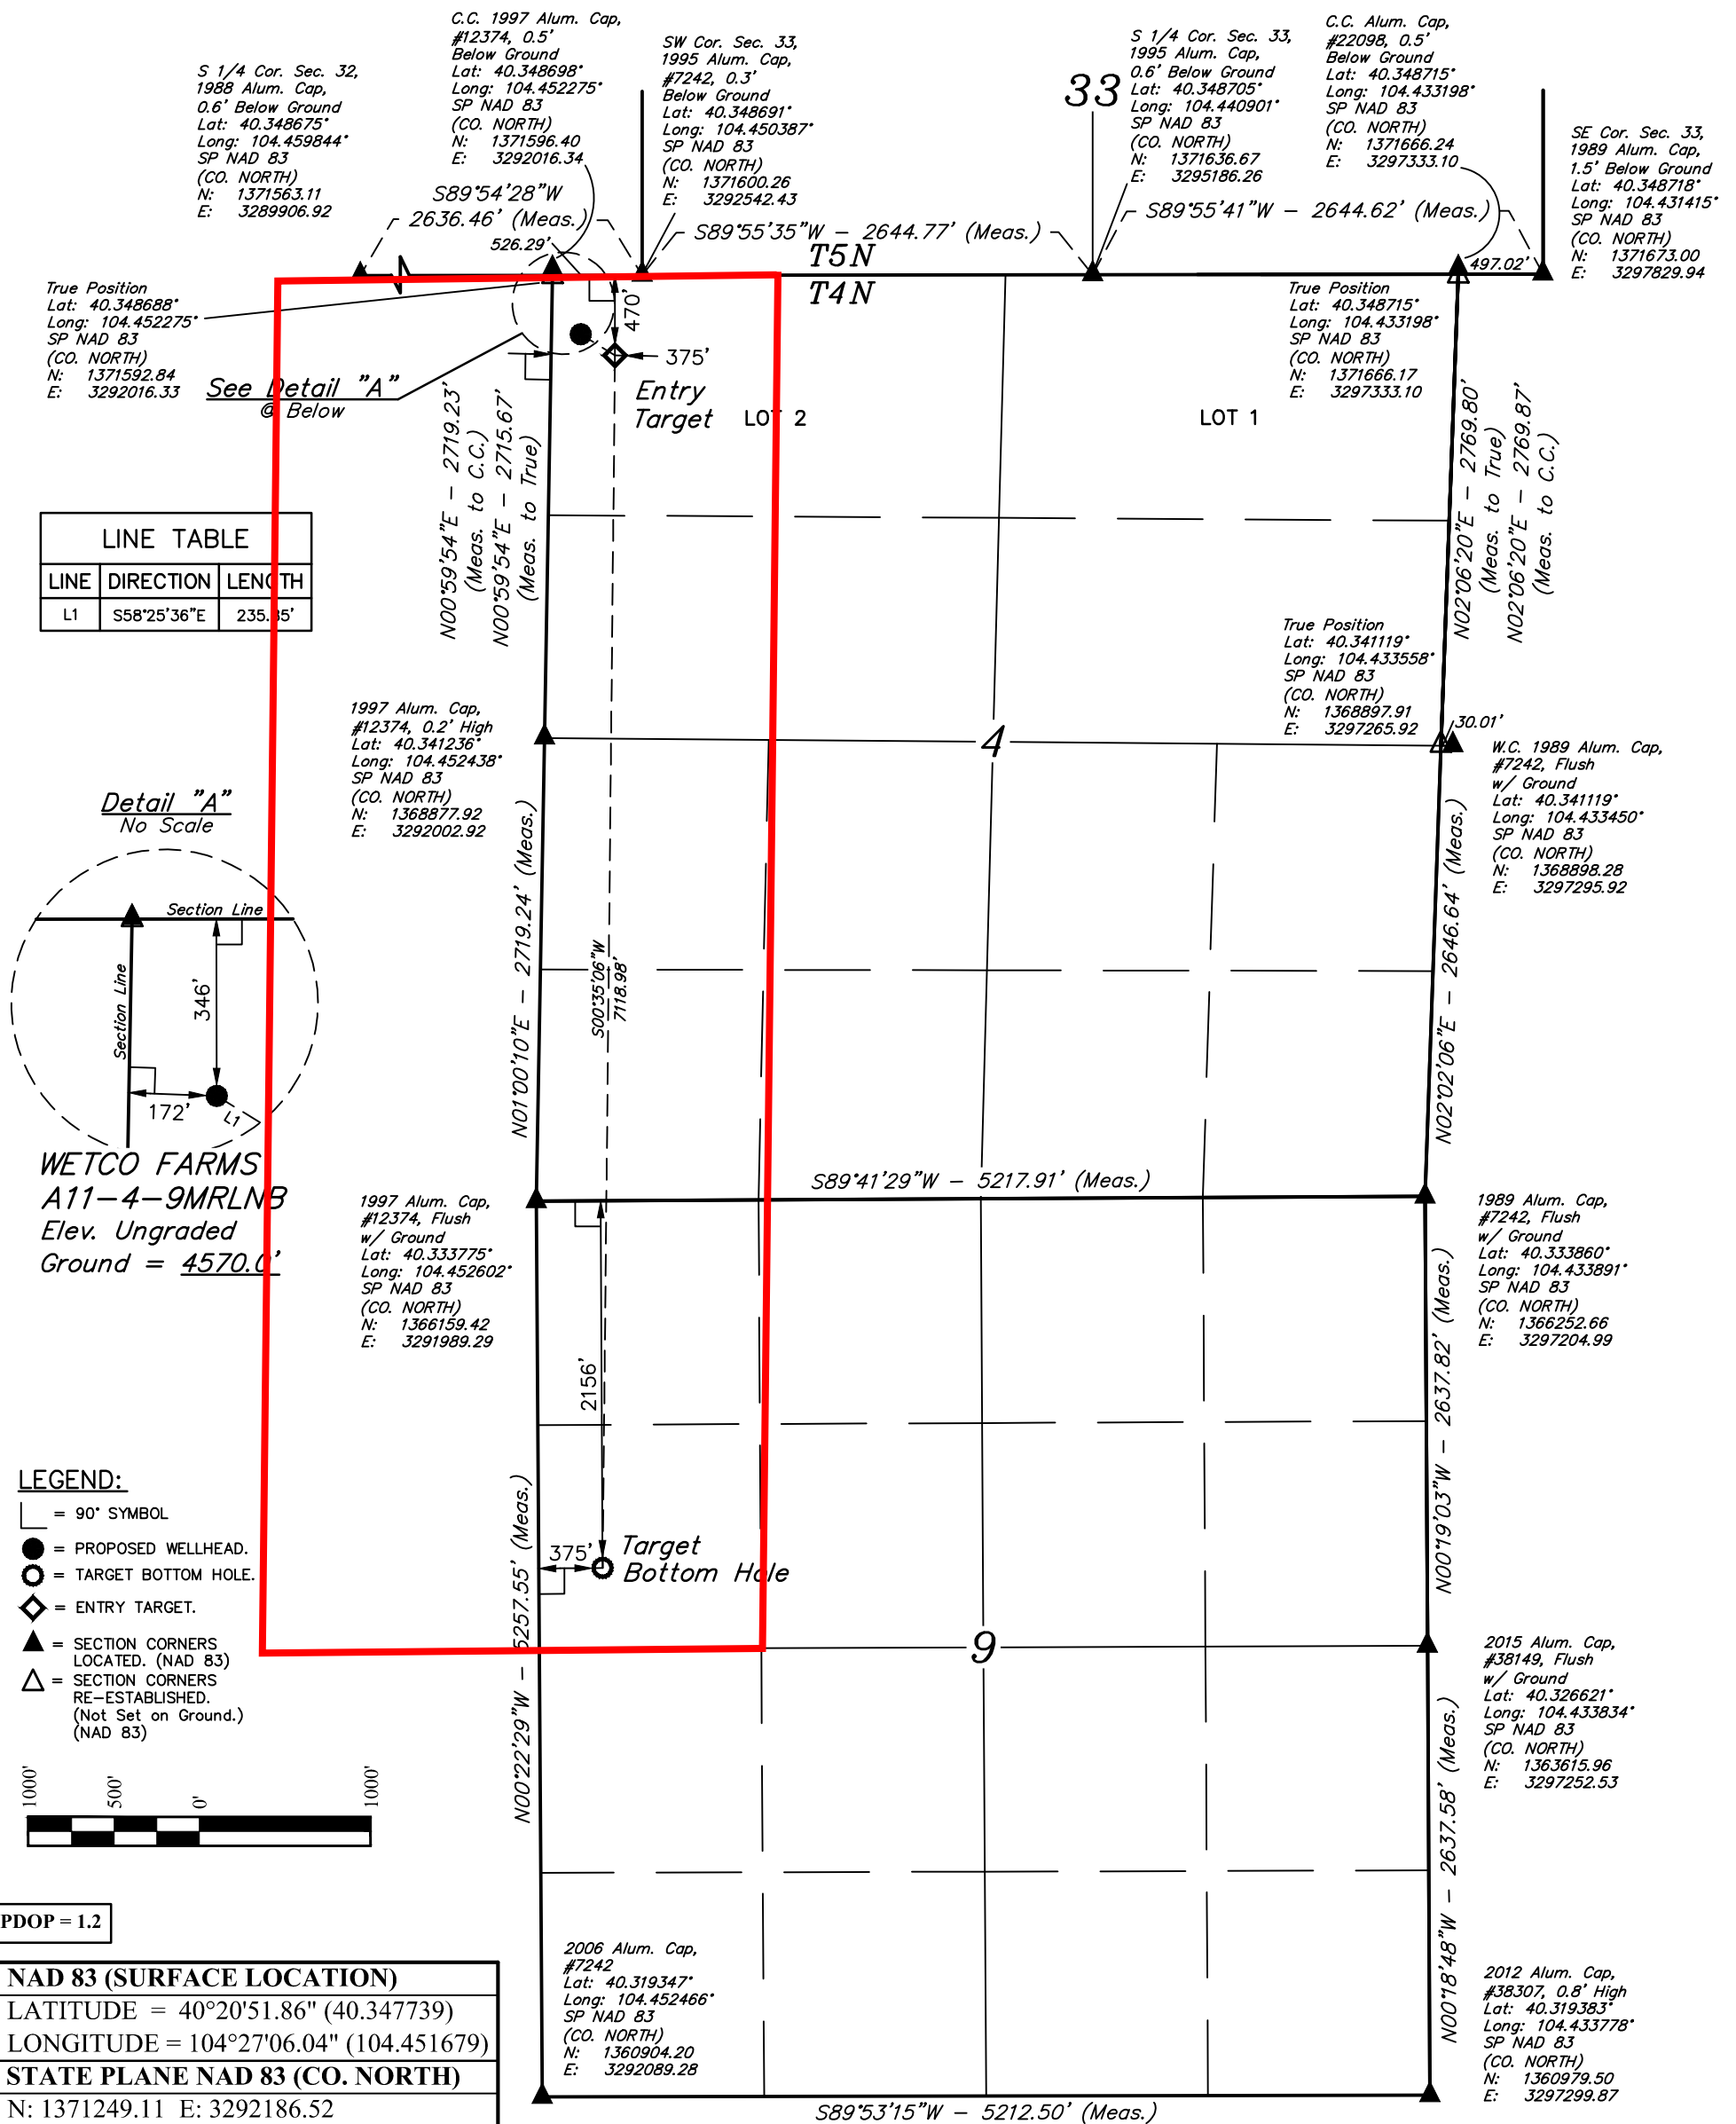 S 1/4 Cor. Sec. 32,
1988 Alum. Cap,
0.6' Below Ground
Lat: 40.348675°
Long: 104.459844°
SP NAD 83
(CO. NORTH)
N: 1371563.11
E: 3289906.92
C.C. 1997 Alum. Cap,
#12374, 0.5'
Below Ground
Lat: 40.348698°
Long: 104.452275°
SP NAD 83
(CO. NORTH)
N: 1371596.40
E: 3292016.34
SW Cor. Sec. 33,
1995 Alum. Cap,
#7242, 0.3'
Below Ground
Lat: 40.348691°
Long: 104.450387°
SP NAD 83
(CO. NORTH)
N: 1371600.26
E: 3292542.43
33
S 1/4 Cor. Sec. 33,
1995 Alum. Cap,
0.6' Below Ground
Lat: 40.348705°
Long: 104.440901°
SP NAD 83
(CO. NORTH)
N: 1371636.67
E: 3295186.26
C.C. Alum. Cap,
#22098, 0.5'
Below Ground
Lat: 40.348715°
Long: 104.433198°
SP NAD 83
(CO. NORTH)
N: 1371666.24
E: 3297333.10
SE Cor. Sec. 33,
1989 Alum. Cap,
1.5' Below Ground
Lat: 40.348718°
Long: 104.431415°
SP NAD 83
(CO. NORTH)
N: 1371673.00
E: 3297829.94
S89°54'28"W
2636.46' (Meas.)
526.29'
S89°55'35"W - 2644.77' (Meas.)
S89°55'41"W - 2644.62' (Meas.)
497.02'
T5N
T4N
True Position
Lat: 40.348688°
Long: 104.452275°
SP NAD 83
(CO. NORTH)
N: 1371592.84
E: 3292016.33
See Detail "A"
@ Below
470'
375'
Entry
Target
LOT 2
LOT 1
True Position
Lat: 40.348715°
Long: 104.433198°
SP NAD 83
(CO. NORTH)
N: 1371666.17
E: 3297333.10
N00°59'54"E - 2719.23'
(Meas. to C.C.)
N00°59'54"E - 2715.67'
(Meas. to True)
N02°06'20"E - 2769.80'
(Meas. to True)
N02°06'20"E - 2769.87'
(Meas. to C.C.)
LINE TABLE
LINE DIRECTION LENGTH
L1 S58°25'36"E
True Position
Lat: 40.341119°
Long: 104.433558°
SP NAD 83
(CO. NORTH)
N: 1368897.91
E: 3297265.92
30.01'
1997 Alum. Cap,
#12374, 0.2' High
Lat: 40.341236°
Long: 104.452438°
SP NAD 83
(CO. NORTH)
N: 1368877.92
E: 3292002.92
4
W.C. 1989 Alum. Cap,
#7242, Flush
w/ Ground
Lat: 40.341119°
Long: 104.433450°
SP NAD 83
(CO. NORTH)
N: 1368898.28
E: 3297295.92
Detail "A"
No Scale
Section Line
Section Line
346'
172'
L1
WETCO FARMS
A11-4-9MRLNB
Elev. Ungraded
Ground = 4570.0'
N01°00'10"E - 2719.24' (Meas.)
S00°35'06"W
7118.98'
N02°02'06"E - 2646.64' (Meas.)
S89°41'29"W - 5217.91' (Meas.)
1997 Alum. Cap,
#12374, Flush
w/ Ground
Lat: 40.333775°
Long: 104.452602°
SP NAD 83
(CO. NORTH)
N: 1366159.42
E: 3291989.29
1989 Alum. Cap,
#7242, Flush
w/ Ground
Lat: 40.333860°
Long: 104.433891°
SP NAD 83
(CO. NORTH)
N: 1366252.66
E: 3297204.99
2156'
N00°19'03"W - 2637.82' (Meas.)
LEGEND:
= 90° SYMBOL
= PROPOSED WELLHEAD.
= TARGET BOTTOM HOLE.
= ENTRY TARGET.
= SECTION CORNERS
LOCATED. (NAD 83)
= SECTION CORNERS
RE-ESTABLISHED.
(Not Set on Ground.)
(NAD 83)
375'
Target
Bottom Hole
N00°22'29"W - 5257.55' (Meas.)
9
2015 Alum. Cap,
#38149, Flush
w/ Ground
Lat: 40.326621°
Long: 104.433834°
SP NAD 83
(CO. NORTH)
N: 1363615.96
E: 3297252.53
N00°18'48"W - 2637.58' (Meas.)
1000' 500' 0' 1000'
PDOP = 1.2
NAD 83 (SURFACE LOCATION)
LATITUDE = 40°20'51.86" (40.347739)
LONGITUDE = 104°27'06.04" (104.451679)
STATE PLANE NAD 83 (CO. NORTH)
N: 1371249.11 E: 3292186.52
2006 Alum. Cap,
#7242
Lat: 40.319347°
Long: 104.452466°
SP NAD 83
(CO. NORTH)
N: 1360904.20
E: 3292089.28
2012 Alum. Cap,
#38307, 0.8' High
Lat: 40.319383°
Long: 104.433778°
SP NAD 83
(CO. NORTH)
N: 1360979.50
E: 3297299.87
S89°53'15"W - 5212.50' (Meas.)